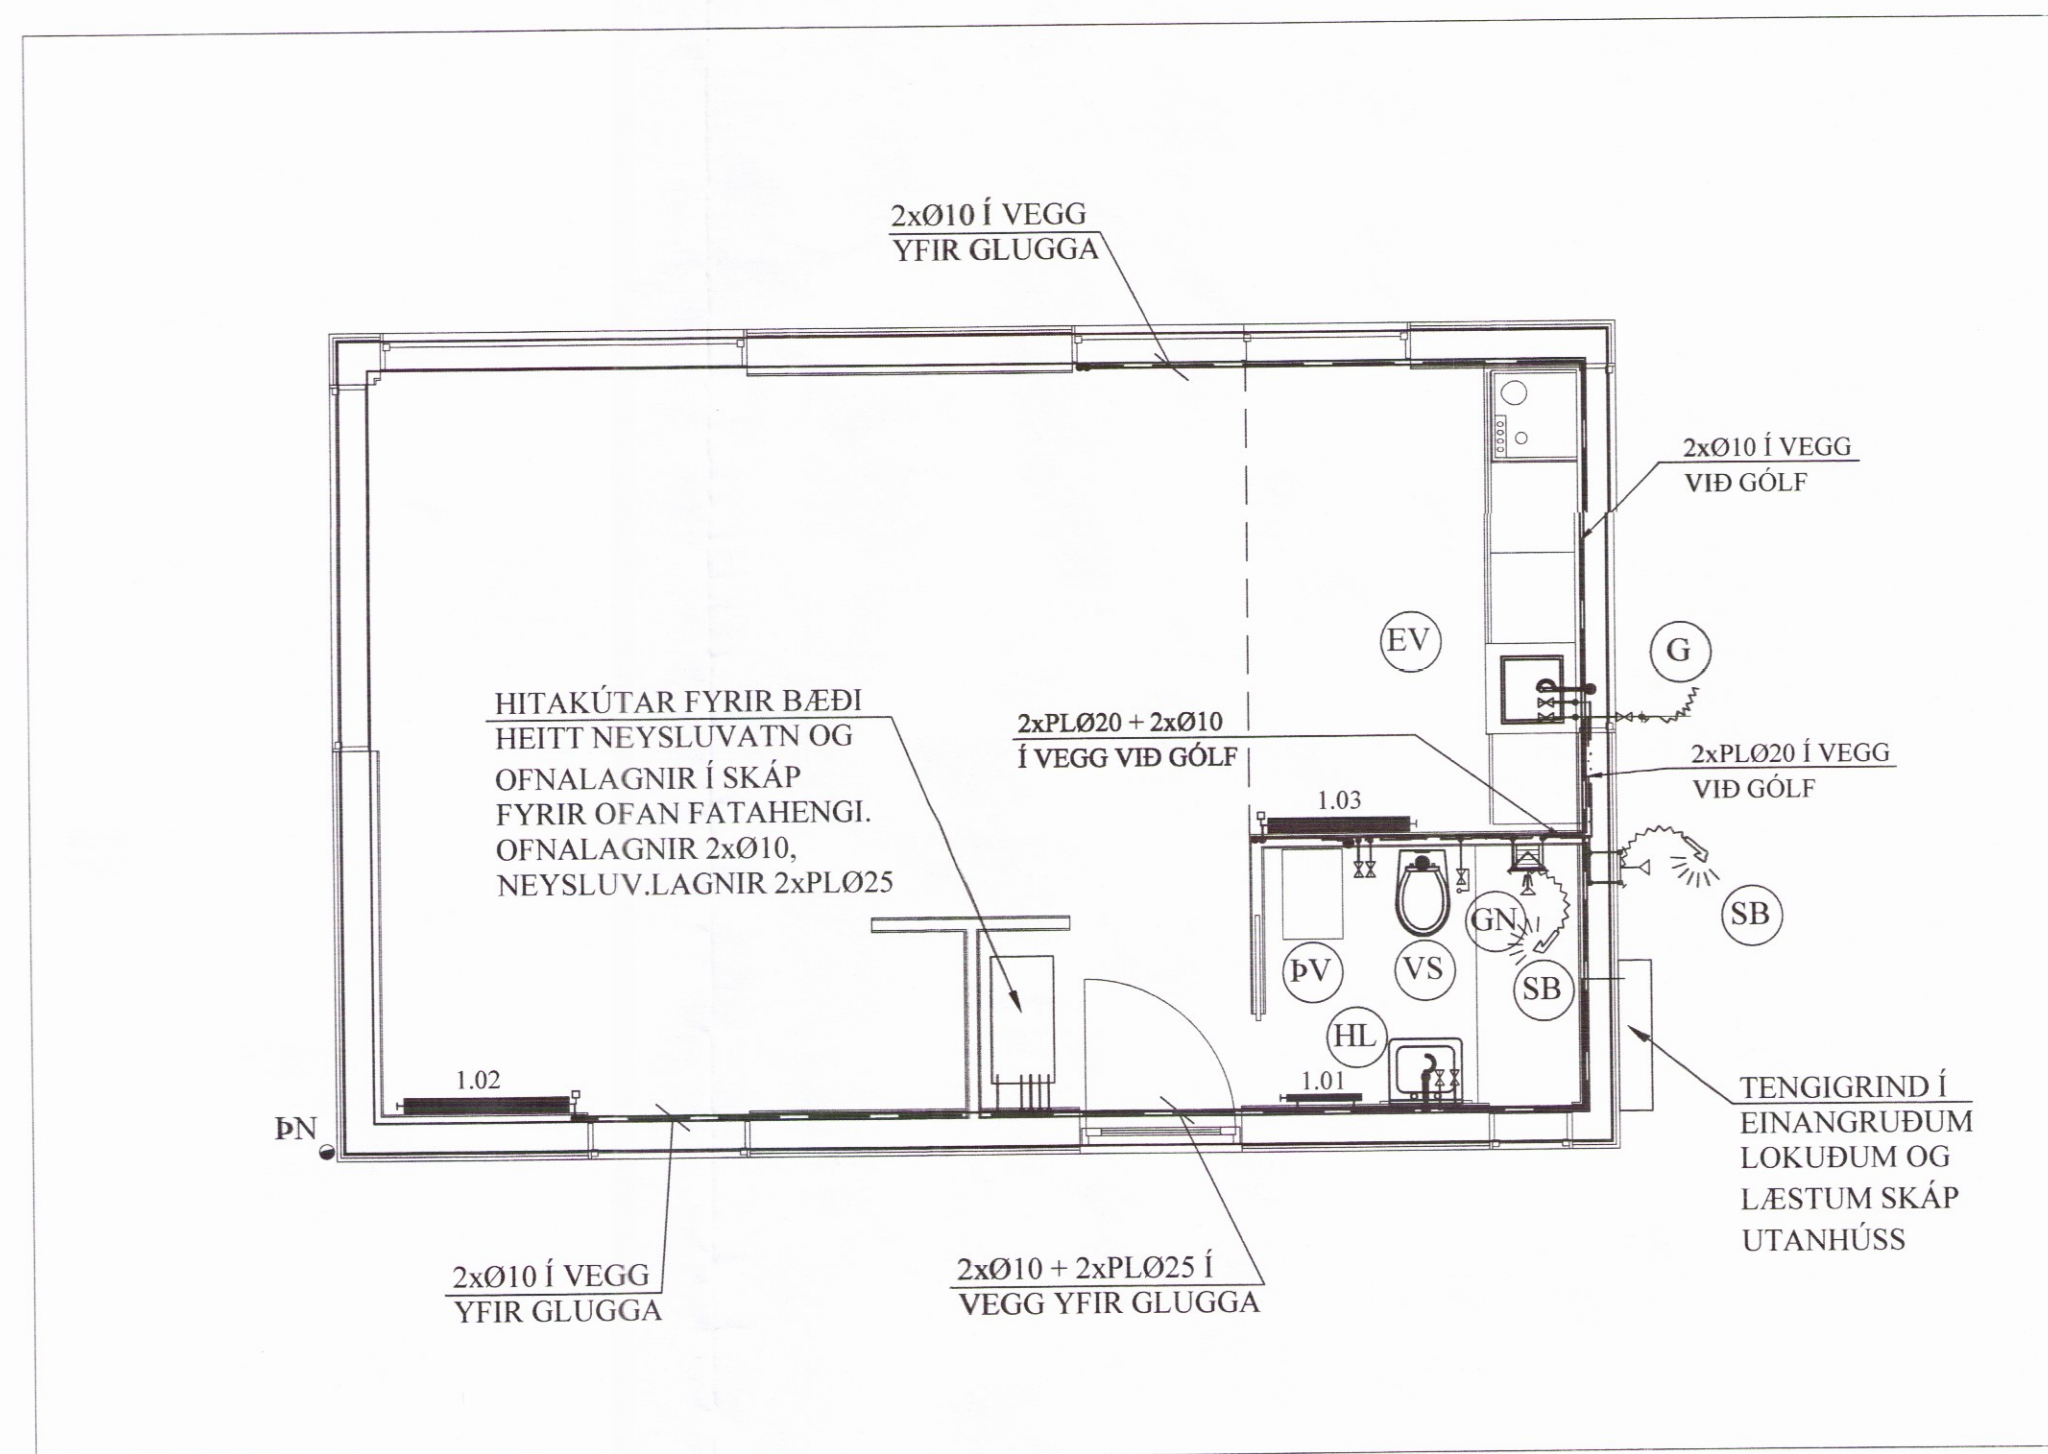 2xØ10 Í VEGG
YFIR GLUGGA
2xØ10 Í VEGG
VIÐ GÓLF
EV
G
HITAKÚTAR FYRIR BÆÐI
HEITT NEYSLUVATN OG
OFNALAGNIR Í SKÁP
FYRIR OFAN FATAHENGI.
OFNALAGNIR 2xØ10,
NEYSLUV.LAGNIR 2xPLØ25
2xPLØ20 + 2xØ10
Í VEGG VIÐ GÓLF
2xPLØ20 Í VEGG
VIÐ GÓLF
1.03
GN
SB
ÞV
VS
SB
HL
1.02
1.01
ÞN
TENGIGRIND Í
EINANGRUÐUM
LOKUÐUM OG
LÆSTUM SKÁP
UTANHÚSS
2xØ10 Í VEGG
YFIR GLUGGA
2xØ10 + 2xPLØ25 Í
VEGG YFIR GLUGGA